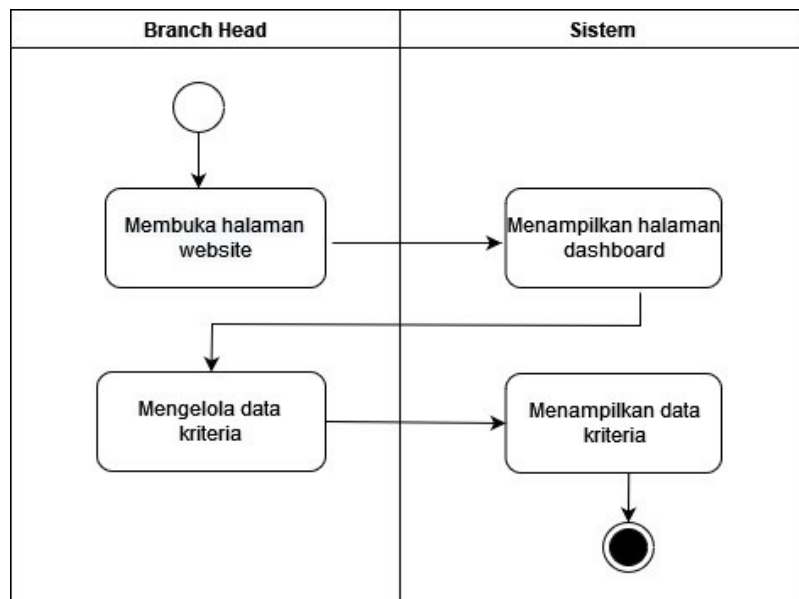 Branch Head
Sistem
Membuka halaman
website
Menampilkan halaman
dashboard
Mengelola data
kriteria
Menampilkan data
kriteria